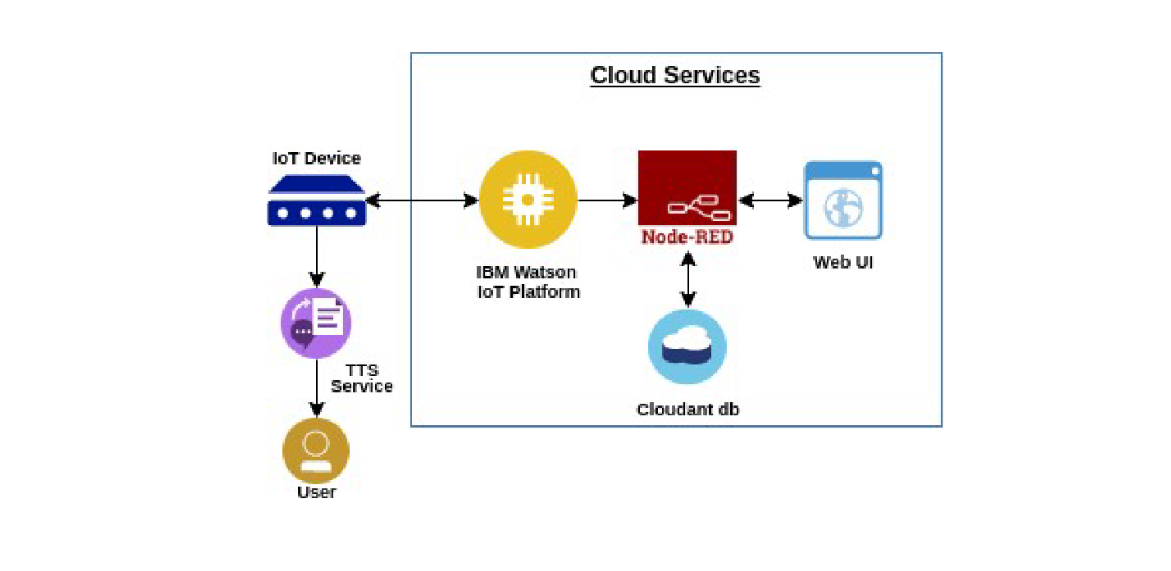 Cloud Services
IoT Device
Node-RED
IBM Watson
IoT Platform
Web UI
TTS
Service
Cloudant db
User